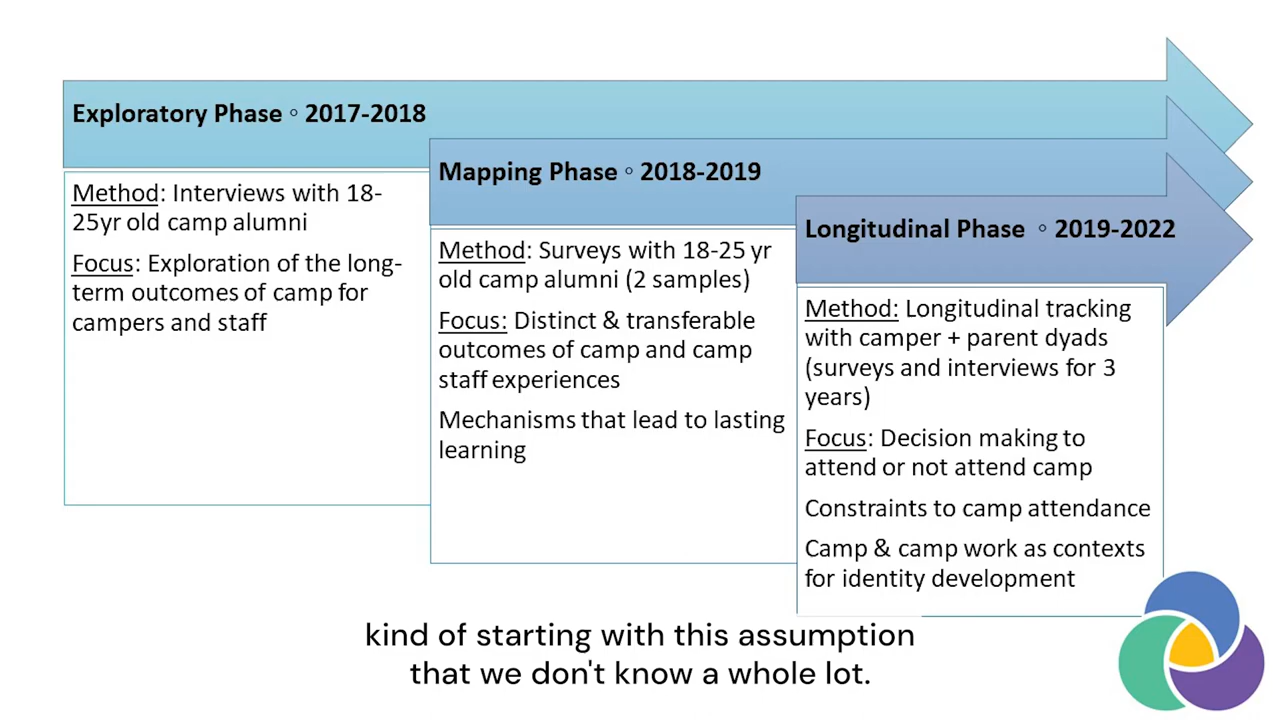 Exploratory Phase ◦ 2017-2018
Method: Interviews with 18-
25yr old camp alumni
Focus: Exploration of the long-
term outcomes of camp for
campers and staff
Mapping Phase ◦ 2018-2019
Method: Surveys with 18-25 yr
old camp alumni (2 samples)
Focus: Distinct & transferable
outcomes of camp and camp
staff experiences
Mechanisms that lead to lasting
learning
Longitudinal Phase ◦ 2019-2022
Method: Longitudinal tracking
with camper + parent dyads
(surveys and interviews for 3
years)
Focus: Decision making to
attend or not attend camp
Constraints to camp attendance
Camp & camp work as contexts
for identity development
kind of starting with this assumption
that we don't know a whole lot.